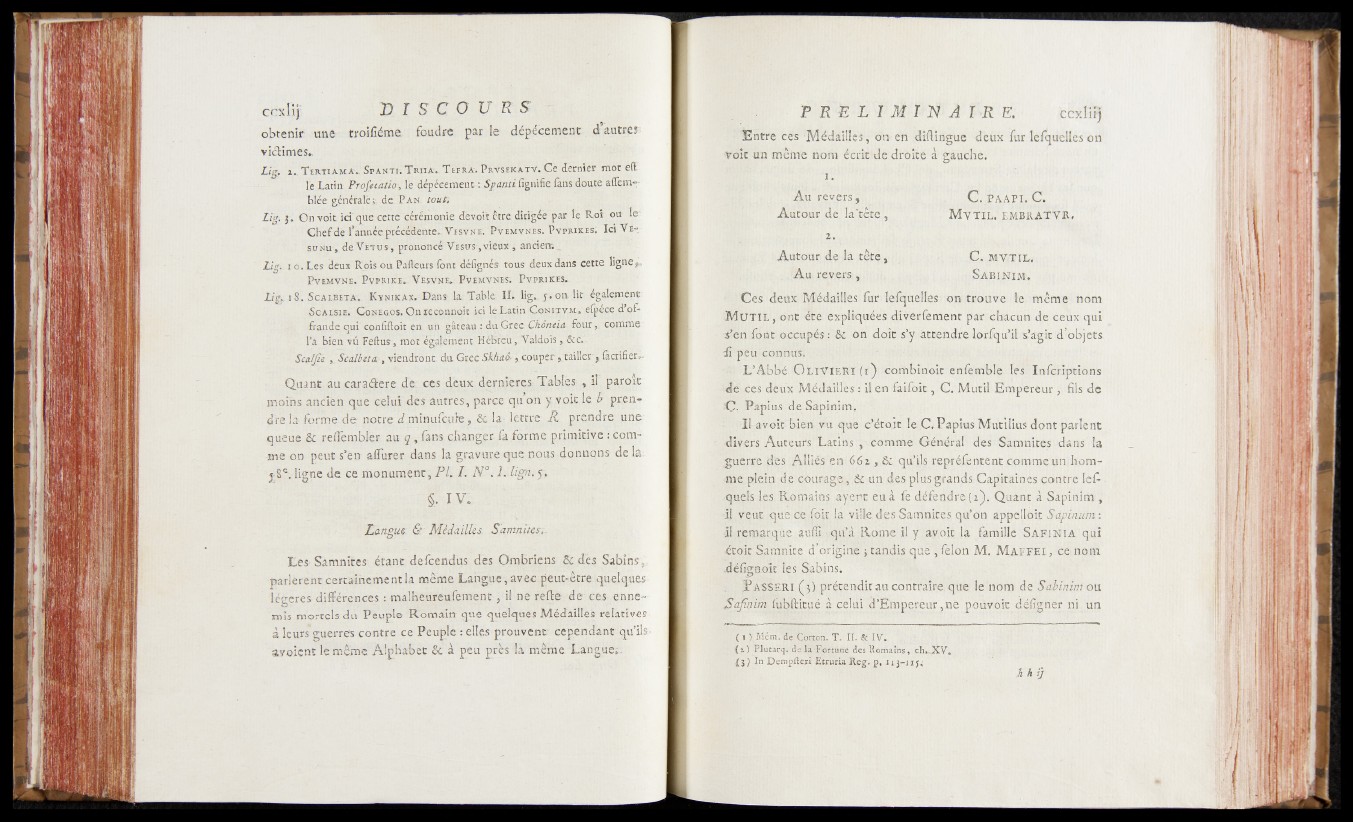 ccxlij DISCOURS
obtenir une troiſiéme foudre par le dépécement d'autres
victimes.
Lig. 2. TERTIAMA. SPANTI. TRIIA. TEFRA. PRVSEKATV. Ce dernier mot eſt
le Latin Proſecatio, le dépécement : Spanti ſignifie ſans doute aſſem-
blée générale ; de PAN tout.
Lig. 3. On voit ici que cette cérémonie devoit être dirigée par le Roi ou le
Chef de l'année précédente. VESVNE. PVEMVNES. PVPRIKES. Ici VE-
SUNU, de VETUS, prononcé VESUS, vieux, ancien.
Lig. 10. Les deux Rois ou Paſteurs ſont déſignés tous deux dans cette ligne,
PVEMVNE. PVPRIKE. VESVNE. PVEMVNES. PVPRIKES.
Lig. 18. SCALBETA. KYNIKAX. Dans la Table II. lig. 5. on lit également
SCALSIE. CONEGOS. On reconnoît ici le Latin CONITVM, eſpéce d'of-
frande qui conſiſtoit en un gâteau : du Grec Chôneia four, comme
l'a bien vû Feſtus, mot également Hébreu, Valdois, &c.
Scalſie, Scalbeta, viendront du Grec Skhaô, couper, tailler, ſacrifier.
Quant au caractere de ces deux dernieres Tables, il paroît
moins ancien que celui des autres, parce qu'on y voit le b pren-
dre la forme de notre d minuſcule, & la lettre R prendre une
queue & reſſembler au q, ſans changer ſa forme primitive : com-
me on peut s'en aſſurer dans la gravure que nous donnons de la
58e. ligne de ce monument, Pl. I. N°. 1. lign. 5.
§. IV.
Langue & Médailles Samnites.
Les Samnites étant deſcendus des Ombriens & des Sabins,
parlerent certainement la même Langue, avec peut-être quelques
légeres différences : malheureuſement, il ne reſte de ces enne-
mis mortels du Peuple Romain que quelques Médailles relatives
à leurs guerres contre ce Peuple : elles prouvent cependant qu'ils
avoient le même Alphabet & à peu près la même Langue.
PRELIMINAIRE. ccxliij
Entre ces Médailles, on en diſtingue deux ſur leſquelles on
voit un même nom écrit de droite à gauche.
1.
Au revers, C. PAAPI. C.
Autour de la tête, MVTIL. EMBRATVR.
2.
Autour de la tête, C. MVTIL.
Au revers, SABINIM.
Ces deux Médailles ſur leſquelles on trouve le même nom
MUTIL, ont été expliquées diverſement par chacun de ceux qui
s'en ſont occupés : & on doit s'y attendre lorſqu'il s'agit d'objets
ſi peu connus.
L'Abbé OLIVIERI (1) combinoit enſemble les Inſcriptions
de ces deux Médailles : il en faiſoit, C. Mutil Empereur, fils de
C. Papius de Sapinim.
Il avoit bien vu que c'étoit le C. Papius Mutilius dont parlent
divers Auteurs Latins, comme Général des Samnites dans la
guerre des Alliés en 662, & qu'ils repréſentent comme un hom-
me plein de courage, & un des plus grands Capitaines contre leſ-
quels les Romains ayent eu à ſe défendre (2). Quant à Sapinim,
il veut que ce ſoit la ville des Samnites qu'on appelloit Sapinum :
il remarque auſſi qu'à Rome il y avoit la famille SAFINIA qui
étoit Samnite d'origine ; tandis que, ſelon M. MAFFEI, ce nom
déſignoit les Sabins.
PASSERI (3) prétendit au contraire que le nom de Sabinim ou
Safinim ſubſtitué à celui d'Empereur, ne pouvoit déſigner ni un
(1) Mém. de Corton. T. II. & IV.
(2) Plutarq. de la Fortune des Romains, ch. XV.
(3) In Dempſteri Etruria Reg. p. 113-115.
h h ij